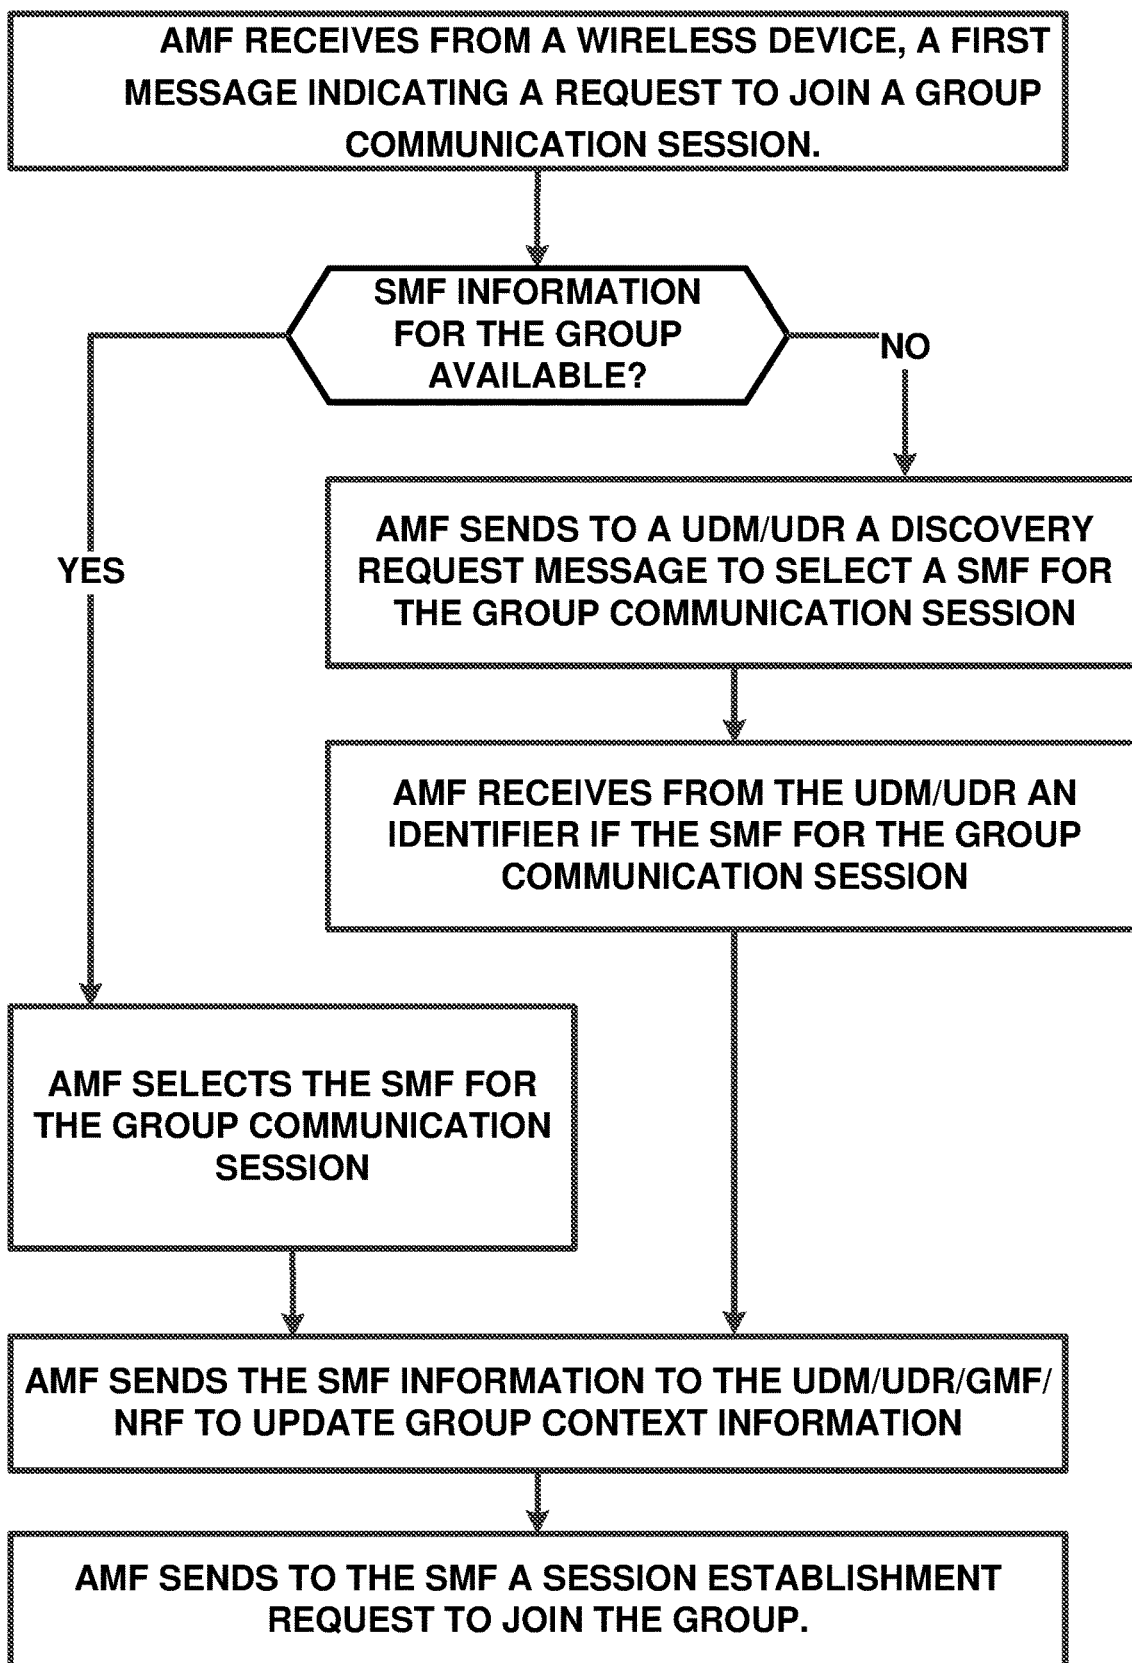 AMF RECEIVES FROM A WIRELESS DEVICE, A FIRST
MESSAGE INDICATING A REQUEST TO JOIN A GROUP
COMMUNICATION SESSION.
SMF INFORMATION
FOR THE GROUP
AVAILABLE?
NO
AMF SENDS TO A UDM/UDR A DISCOVERY
REQUEST MESSAGE TO SELECT A SMF FOR
THE GROUP COMMUNICATION SESSION
YES
AMF RECEIVES FROM THE UDM/UDR AN
IDENTIFIER IF THE SMF FOR THE GROUP
COMMUNICATION SESSION
AMF SELECTS THE SMF FOR
THE GROUP COMMUNICATION
SESSION
AMF SENDS THE SMF INFORMATION TO THE UDM/UDR/GMF/
NRF TO UPDATE GROUP CONTEXT INFORMATION
AMF SENDS TO THE SMF A SESSION ESTABLISHMENT
REQUEST TO JOIN THE GROUP.